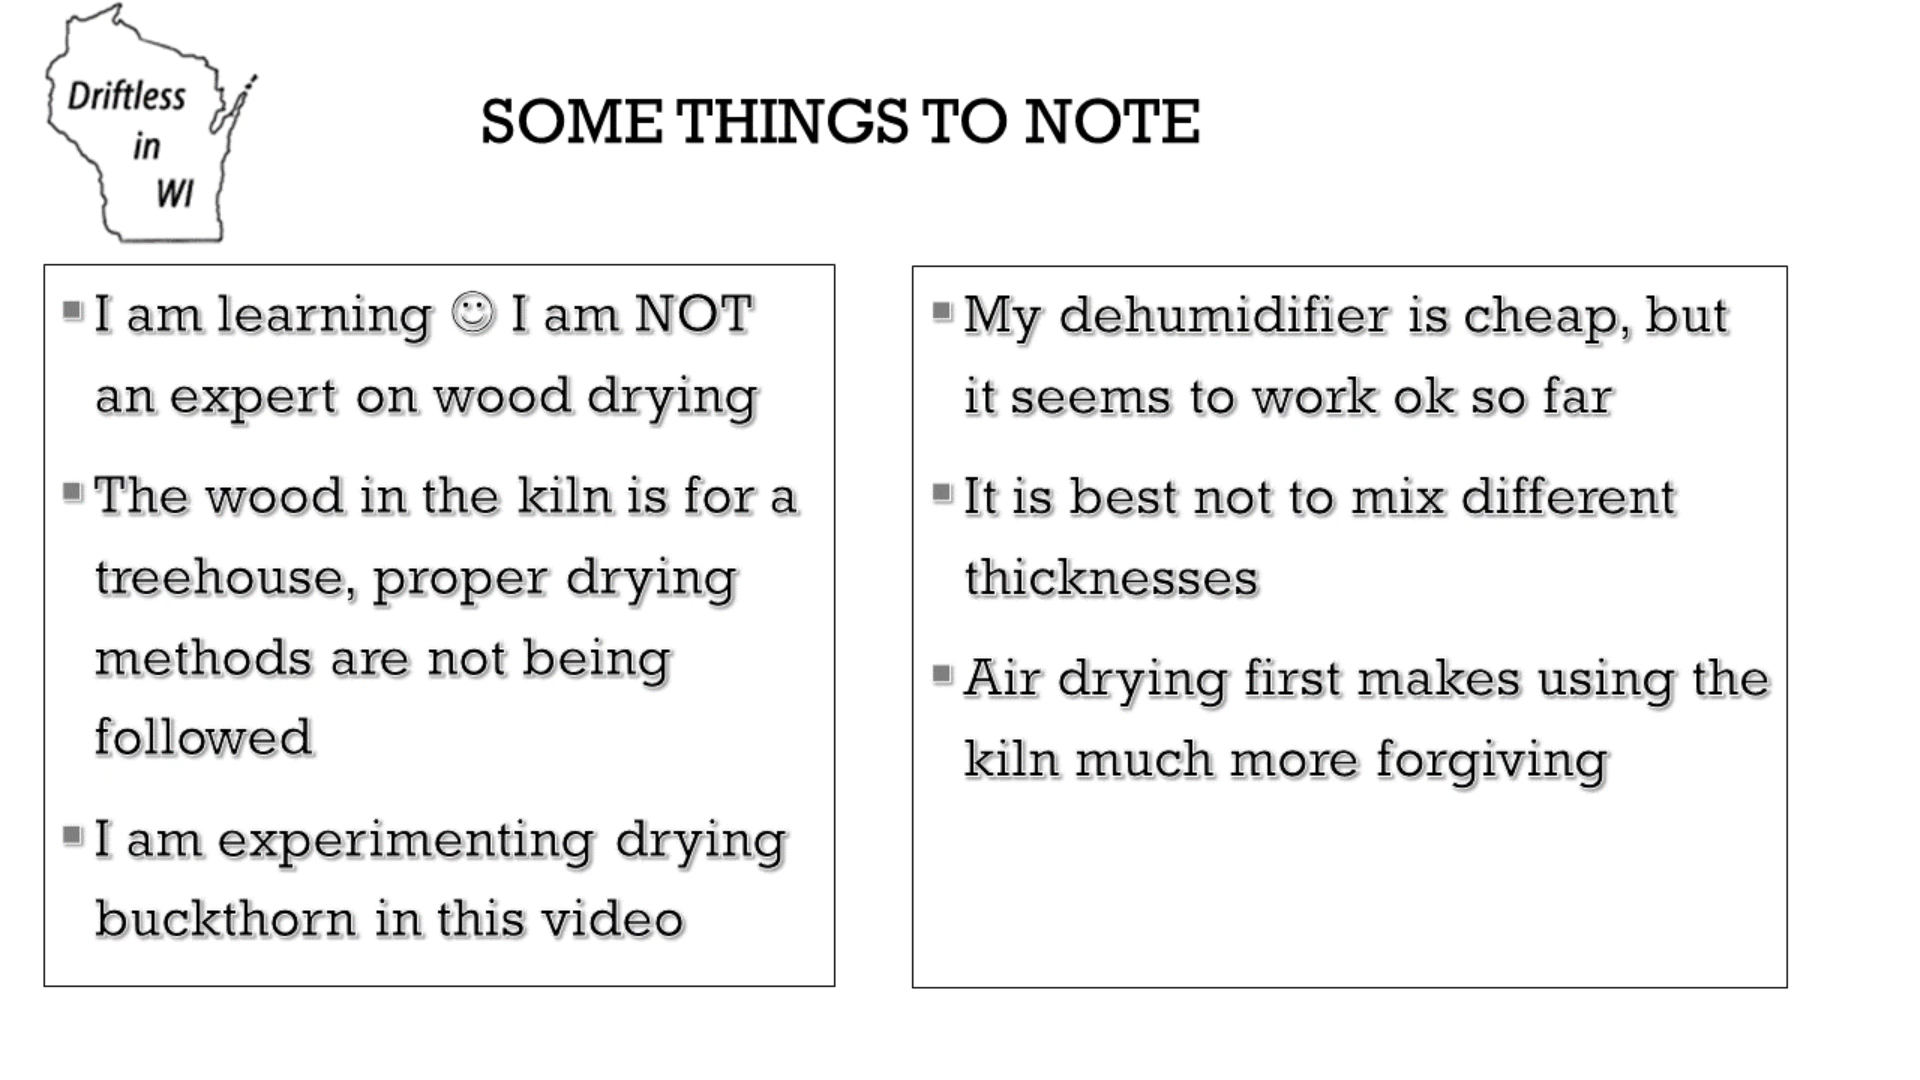 Driftless
in
WI
SOME THINGS TO NOTE
I am learning ☺ I am NOT
an expert on wood drying
The wood in the kiln is for a
treehouse, proper drying
methods are not being
followed
I am experimenting drying
buckthorn in this video
My dehumidifier is cheap, but
it seems to work ok so far
It is best not to mix different
thicknesses
Air drying first makes using the
kiln much more forgiving